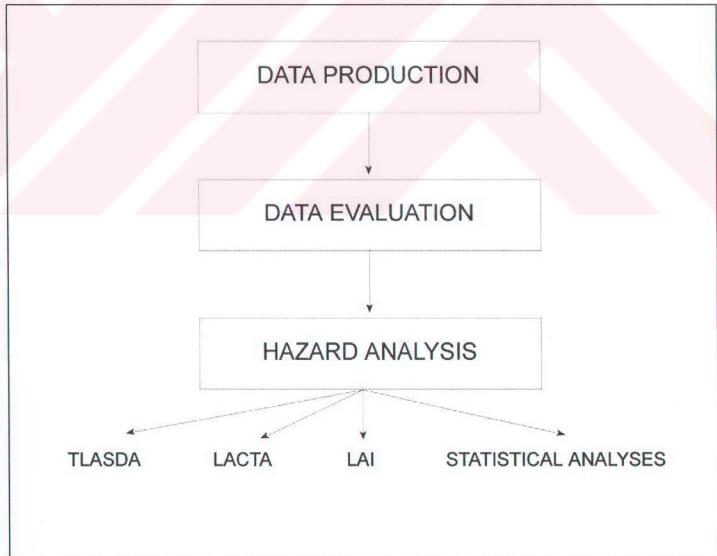 DATA PRODUCTION
DATA EVALUATION
HAZARD ANALYSIS
TLASDA LACTA LAI STATISTICAL ANALYSES